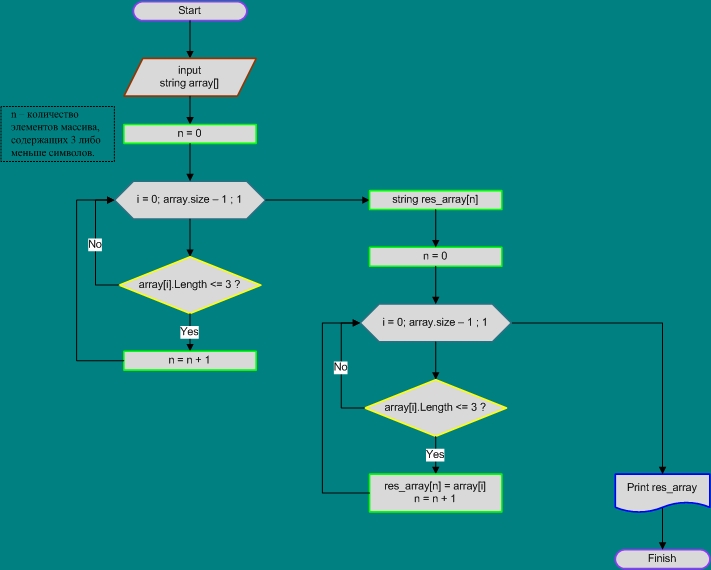 Start
input
string array[]
n – количество
элементов массива,
содержащих 3 либо
меньше символов.
n = 0
i = 0; array.size – 1 ; 1
No
array[i].Length <= 3 ?
Yes
n = n + 1
string res_array[n]
n = 0
i = 0; array.size – 1 ; 1
No
array[i].Length <= 3 ?
Yes
res_array[n] = array[i]
n = n + 1
Print res_array
Finish